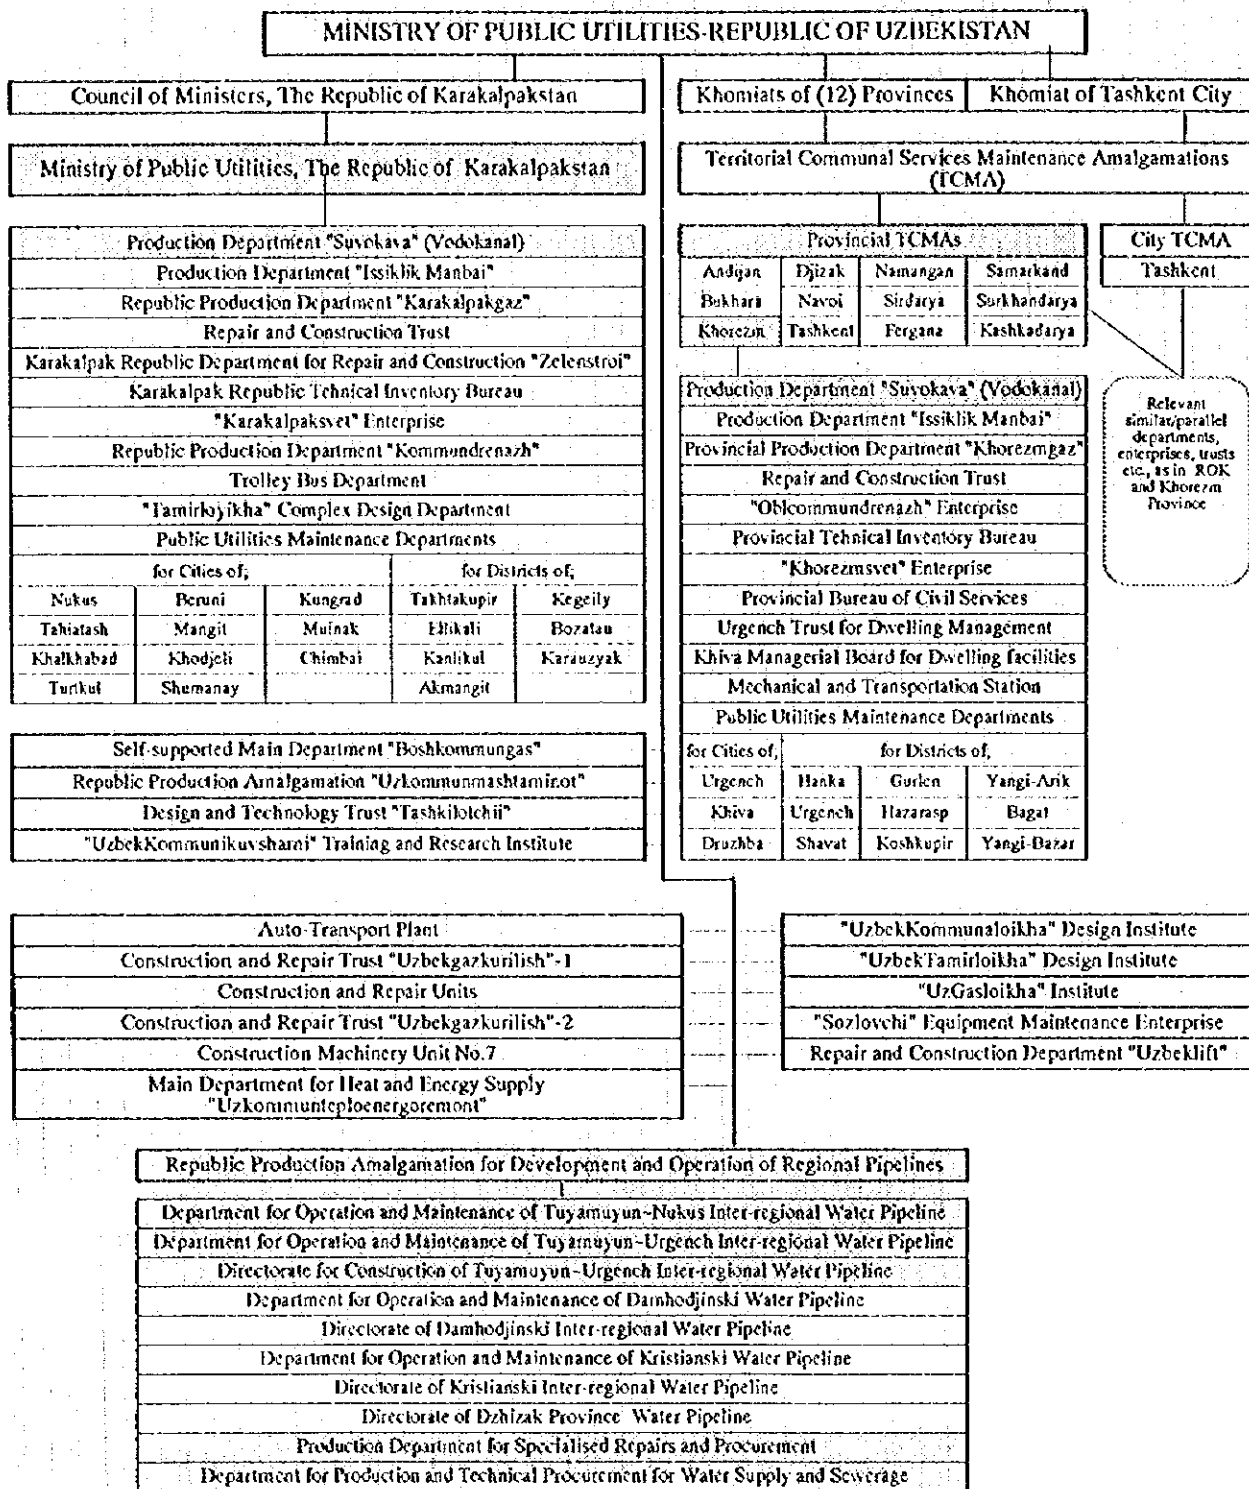 MINISTRY OF PUBLIC UTILITIES-REPUBLIC OF UZBEKISTAN
Council of Ministers, The Republic of Karakalpakstan
Khomiats of (12) Provinces
Khomiat of Tashkent City
Ministry of Public Utilities, The Republic of Karakalpakstan
Territorial Communal Services Maintenance Amalgamations
(TCMA)
Production Department "Suvokava" (Vodokanal)
Production Department "Issiklik Manbai"
Republic Production Department "Karakalpakgaz"
Repair and Construction Trust
Karakalpak Republic Department for Repair and Construction "Zelenstroi"
Karakalpak Republic Tehnical Inventory Bureau
"Karakalpaksvet" Enterprise
Republic Production Department "Kommundrenazh"
Trolley Bus Department
"Tamirloyikha" Complex Design Department
Public Utilities Maintenance Departments
for Cities of; for Districts of;
Nukus Beruni Kungrad Takhtakupir Kegeily
Tahiatash Mangit Muinak Ellikali Bozatau
Khalkhabad Khodjeli Chimbai Kanlikul Karauzyak
Turtkul Shumanay Akmangit
Provincial TCMAs
Andijan Djizak Namangan Samarkand
Bukhara Navoi Sirdarya Surkhandarya
Khorezm Tashkent Fergana Kashkadarya
City TCMA
Tashkent
Relevant
similar/parallel
departments,
enterprises, trusts
etc., as in ROK
and Khorezm
Province
Production Department "Suvokava" (Vodokanal)
Production Department "Issiklik Manbai"
Provincial Production Department "Khorezmgaz"
Repair and Construction Trust
"Oblcommundrenazh" Enterprise
Provincial Tehnical Inventory Bureau
"Khorezmsvet" Enterprise
Provincial Bureau of Civil Services
Urgench Trust for Dwelling Management
Khiva Managerial Board for Dwelling facilities
Mechanical and Transportation Station
Public Utilities Maintenance Departments
for Cities of; for Districts of;
Urgench Hanka Gurlen Yangi-Arik
Khiva Urgench Hazarasp Bagat
Druzhba Shavat Koshkupir Yangi-Bazar
Self-supported Main Department "Boshkommungas"
Republic Production Amalgamation "Uzkommunmashtaminot"
Design and Technology Trust "Tashkilotchii"
"UzbekKommunikuvshami" Training and Research Institute
Auto-Transport Plant
Construction and Repair Trust "Uzbekgazkurilish"-1
Construction and Repair Units
Construction and Repair Trust "Uzbekgazkurilish"-2
Construction Machinery Unit No.7
Main Department for Heat and Energy Supply
"Uzkommunteploenergoremont"
"UzbekKommunaloikha" Design Institute
"UzbekTamirloikha" Design Institute
"UzGasloikha" Institute
"Sozlovchi" Equipment Maintenance Enterprise
Repair and Construction Department "Uzbeklift"
Republic Production Amalgamation for Development and Operation of Regional Pipelines
Department for Operation and Maintenance of Tuyamuyun~Nukus Inter-regional Water Pipeline
Department for Operation and Maintenance of Tuyamuyun~Urgench Inter-regional Water Pipeline
Directorate for Construction of Tuyamuyun~Urgench Inter-regional Water Pipeline
Department for Operation and Maintenance of Damhodjinski Water Pipeline
Directorate of Damhodjinski Inter-regional Water Pipeline
Department for Operation and Maintenance of Kristianski Water Pipeline
Directorate of Kristianski Inter-regional Water Pipeline
Directorate of Dzhizak Province Water Pipeline
Production Department for Specialised Repairs and Procurement
Department for Production and Technical Procurement for Water Supply and Sewerage